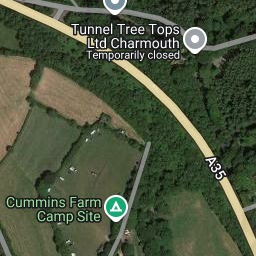 Tunnel Tree Tops
Ltd Charmouth
Temporarily closed
A35
Cummins Farm
Camp Site